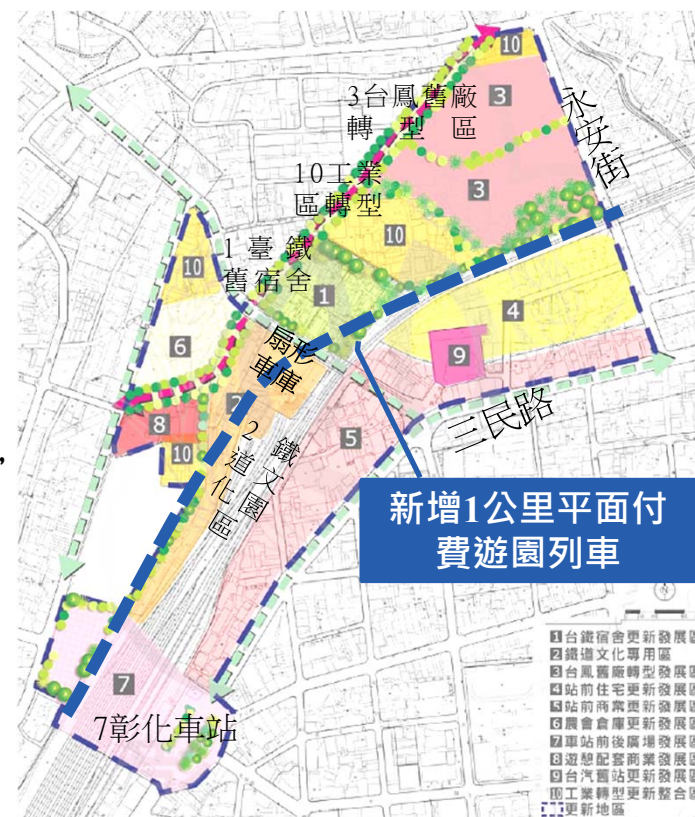 10
3台鳳舊廠
轉型區
3
永安街
10工業
區轉型
3
10
10
1臺鐵
舊宿舍
1
4
6
扇形
車庫
9
2
8
2鐵道文化園區
5
三民路
10
,
新增1公里平面付
費遊園列車
7
7彰化車站
N
1台鐵宿舍更新發展區
2鐵道文化專用區
3台鳳舊廠轉型發展區
4站前住宅更新發展區
5站前商業更新發展區
6農會倉庫更新發展區
7車站前後廣場發展區
8遊憩配套商業發展區
9台汽舊站更新發展區
10工業轉型更新整合區
更新地區